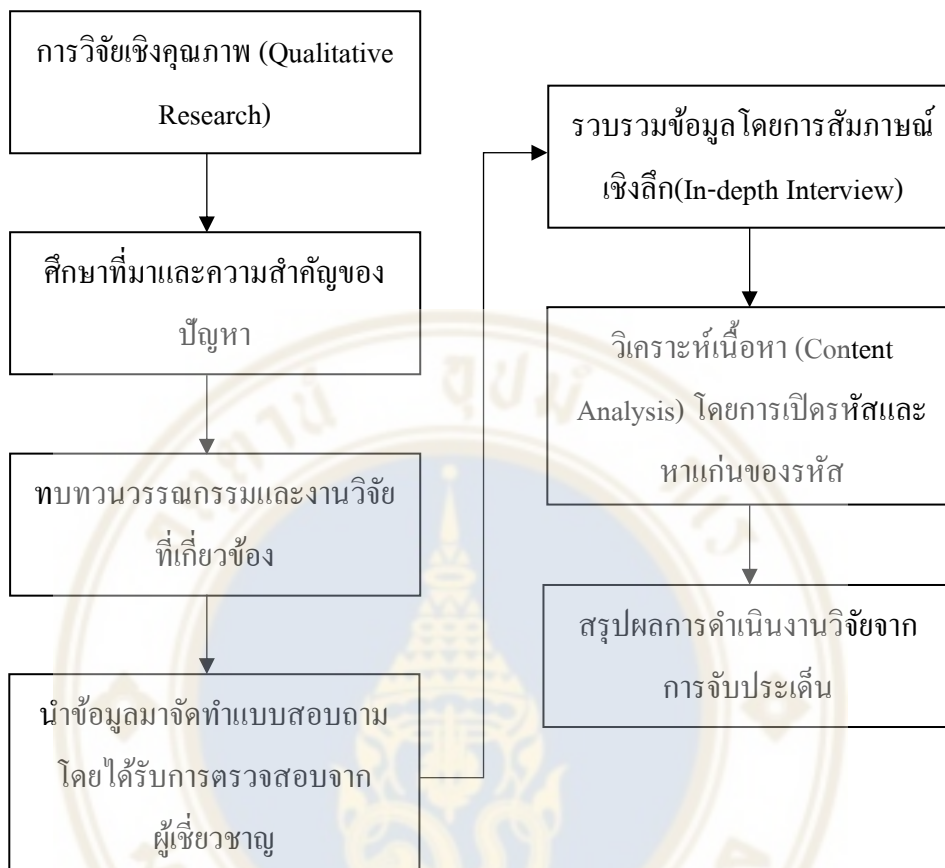 การวิจัยเชิงคุณภาพ (Qualitative
Research)
ศึกษาที่มาและความสำคัญของ
ปัญหา
ทบทวนวรรณกรรมและงานวิจัย
ที่เกี่ยวข้อง
นำข้อมูลมาจัดทำแบบสอบถาม
โดยได้รับการตรวจสอบจาก
ผู้เชี่ยวชาญ
รวบรวมข้อมูลโดยการสัมภาษณ์
เชิงลึก(In-depth Interview)
วิเคราะห์เนื้อหา (Content
Analysis) โดยการเปิดรหัสและ
หาแก่นของรหัส
สรุปผลการดำเนินงานวิจัยจาก
การจับประเด็น